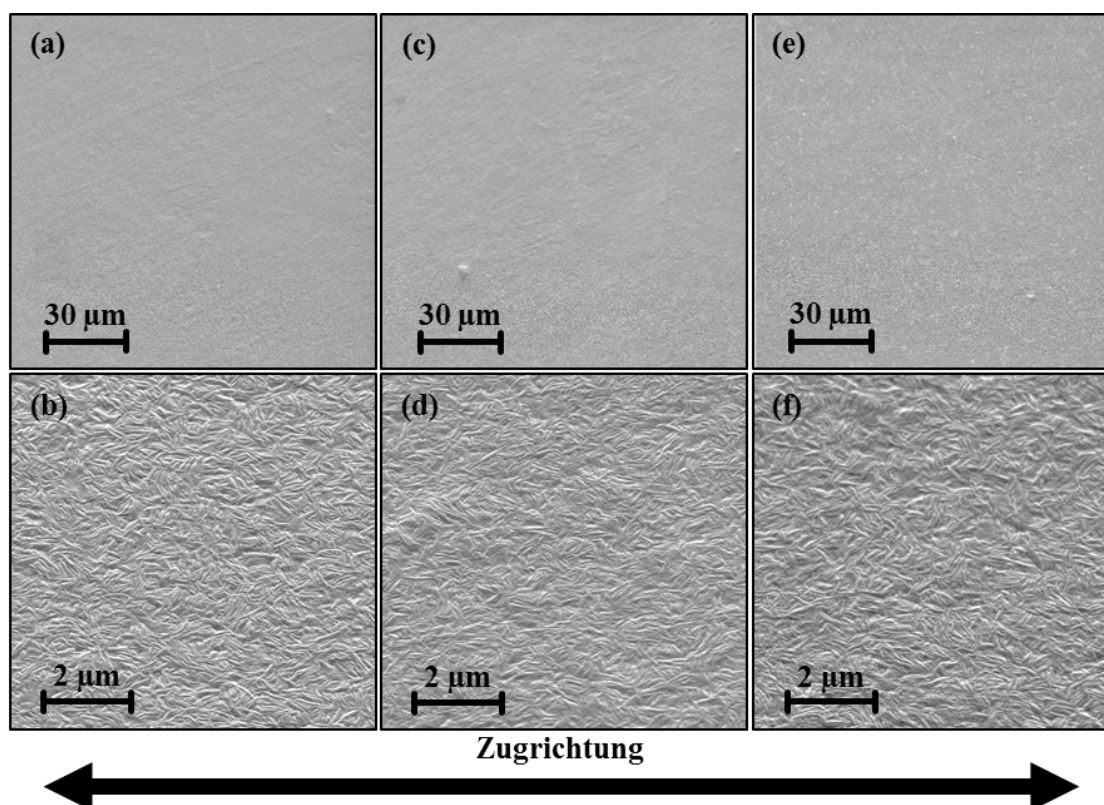 (a) (c) (e)
30 µm 30 µm 30 µm
(b) (d) (f)
2 µm 2 µm 2 µm
Zugrichtung